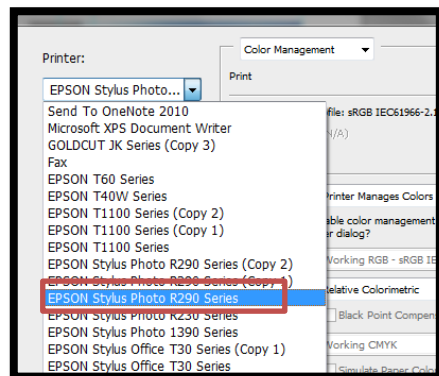 Printer:
EPSON Stylus Photo...
Send To OneNote 2010
Microsoft XPS Document Writer
GOLDCUT JK Series (Copy 3)
Fax
EPSON T60 Series
EPSON T40W Series
EPSON T1100 Series (Copy 2)
EPSON T1100 Series (Copy 1)
EPSON T1100 Series
EPSON Stylus Photo R290 Series (Copy 2)
EPSON Stylus Photo R290 Series (Copy 1)
EPSON Stylus Photo R290 Series
EPSON Stylus Photo R230 Series
EPSON Stylus Photo 1390 Series
EPSON Stylus Office T30 Series (Copy 1)
EPSON Stylus Office T30 Series
Color Management
Print
file: sRGB IEC61966-2.1
N/A)
Printer Manages Colors
able color management
er dialog?
Working RGB - sRGB IE
Relative Colorimetric
Black Point Compens
Working CMYK
Simulate Paper Color